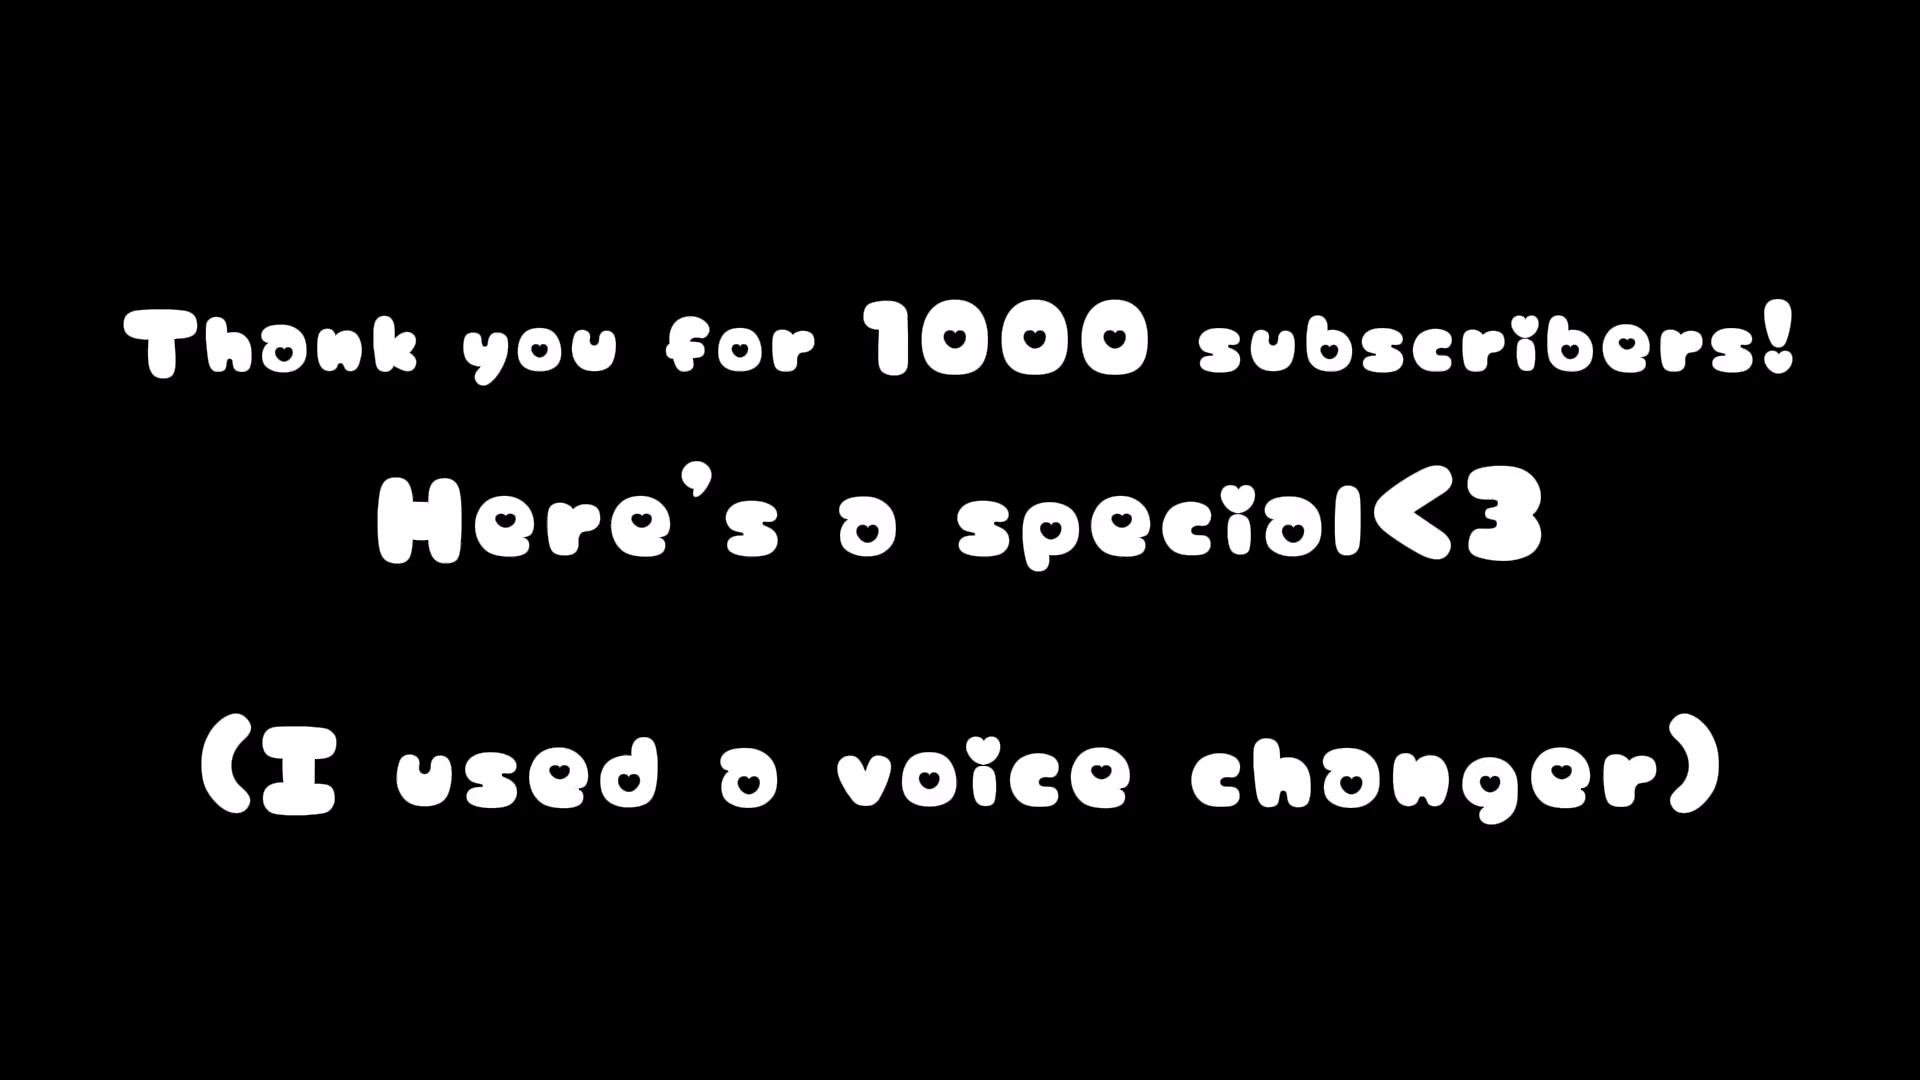 Thank you for 1000 subscribers!
Here's a special<3
(I used a voice changer)